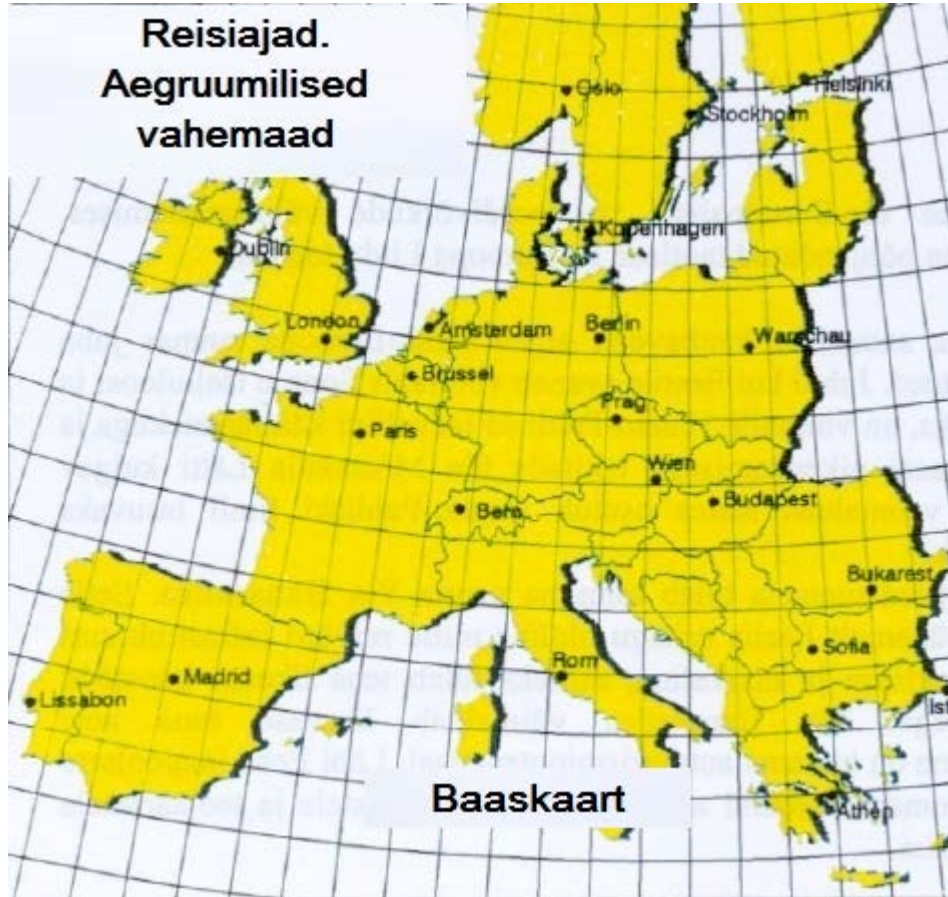 Reisiajad.
Aegruumilised
vahemaad
Oslo
Helsinki
Stockholm
Kopenhagen
Dublin
London
Amsterdam
Berlin
Warschau
Brüssel
Prag
Paris
Wien
Budapest
Bern
Bukarest
Sofia
Rom
Madrid
Lissabon
Baaskaart
Athen